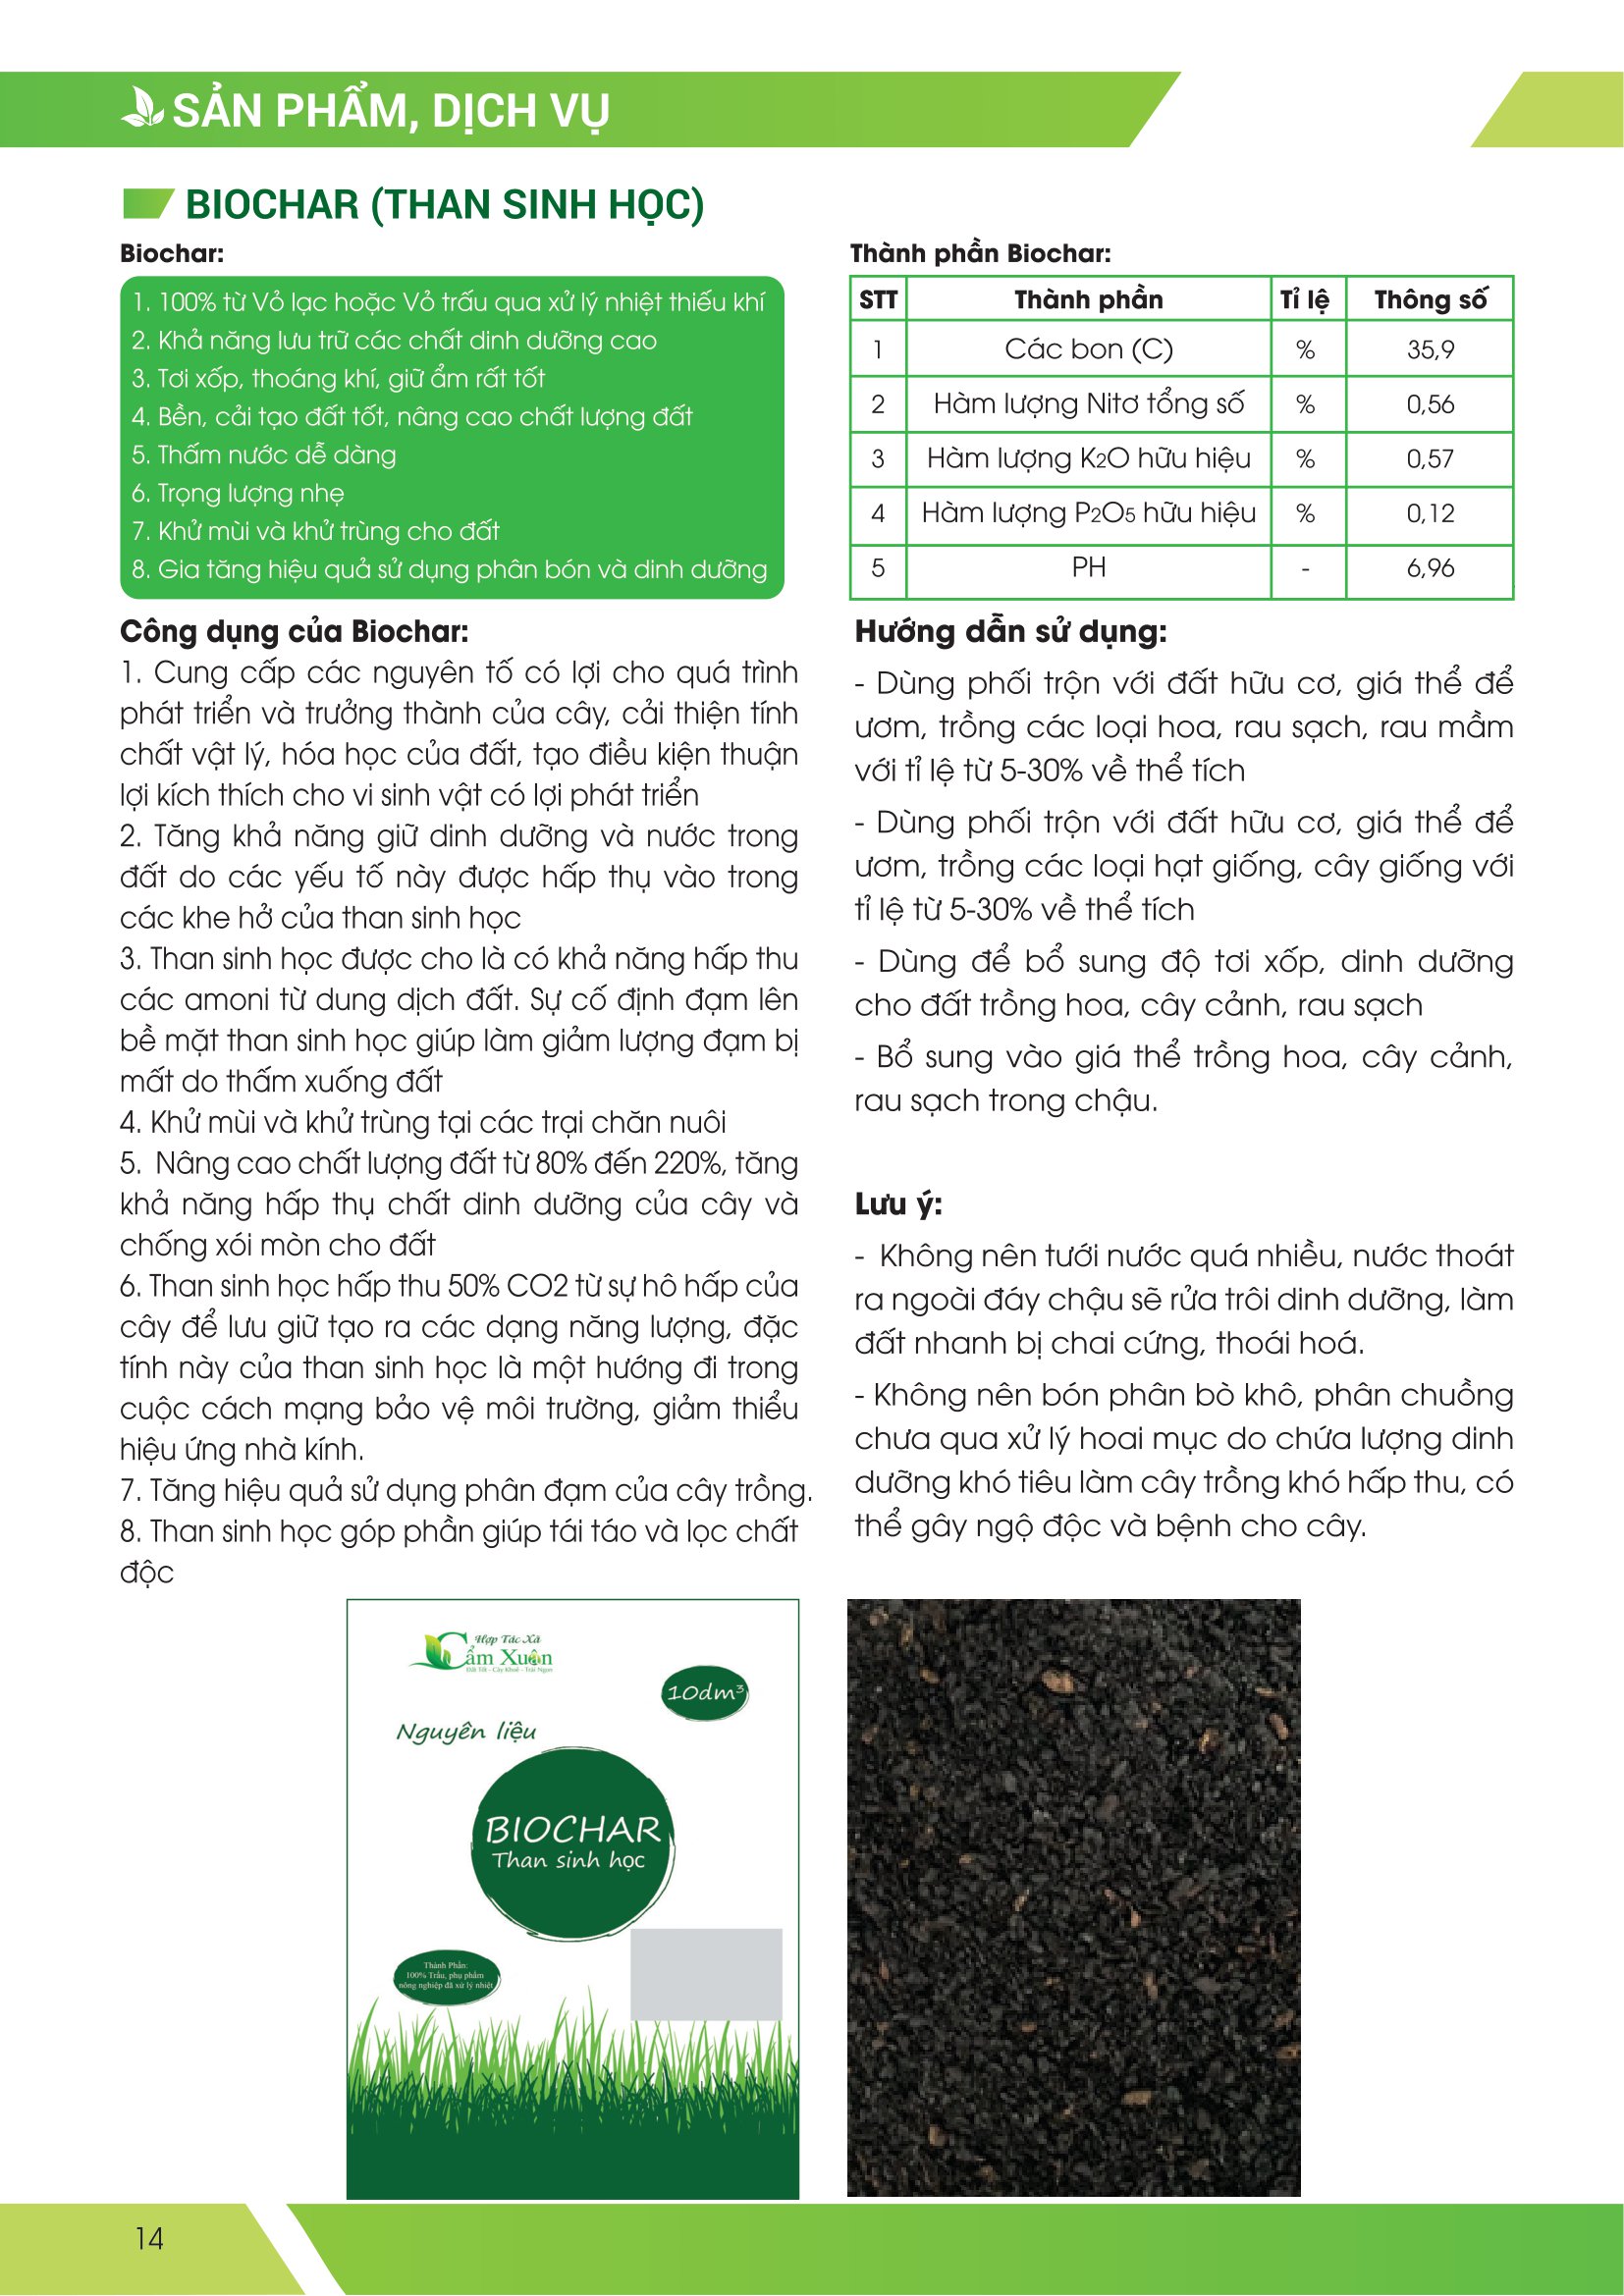 SẢN PHẨM, DỊCH VỤ
BIOCHAR (THAN SINH HỌC)
Biochar:
1. 100% từ Vỏ lạc hoặc Vỏ trấu qua xử lý nhiệt thiếu khí
2. Khả năng lưu trữ các chất dinh dưỡng cao
3. Tơi xốp, thoáng khí, giữ ẩm rất tốt
4. Bền, cải tạo đất tốt, nâng cao chất lượng đất
5. Thấm nước dễ dàng
6. Trọng lượng nhẹ
7. Khử mùi và khử trùng cho đất
8. Gia tăng hiệu quả sử dụng phân bón và dinh dưỡng
Công dụng của Biochar:
1. Cung cấp các nguyên tố có lợi cho quá trình
phát triển và trưởng thành của cây, cải thiện tính
chất vật lý, hóa học của đất, tạo điều kiện thuận
lợi kích thích cho vi sinh vật có lợi phát triển
2. Tăng khả năng giữ dinh dưỡng và nước trong
đất do các yếu tố này được hấp thụ vào trong
các khe hở của than sinh học
3. Than sinh học được cho là có khả năng hấp thu
các amoni từ dung dịch đất. Sự cố định đạm lên
bề mặt than sinh học giúp làm giảm lượng đạm bị
mất do thấm xuống đất
4. Khử mùi và khử trùng tại các trại chăn nuôi
5. Nâng cao chất lượng đất từ 80% đến 220%, tăng
khả năng hấp thụ chất dinh dưỡng của cây và
chống xói mòn cho đất
6. Than sinh học hấp thu 50% CO2 từ sự hô hấp của
cây để lưu giữ tạo ra các dạng năng lượng, đặc
tính này của than sinh học là một hướng đi trong
cuộc cách mạng bảo vệ môi trường, giảm thiểu
hiệu ứng nhà kính.
7. Tăng hiệu quả sử dụng phân đạm của cây trồng.
8. Than sinh học góp phần giúp tái táo và lọc chất
độc
Thành phần Biochar:
STT Thành phần Tỉ lệ Thông số
1 Các bon (C) % 35,9
2 Hàm lượng Nitơ tổng số % 0,56
3 Hàm lượng K2O hữu hiệu % 0,57
4 Hàm lượng P2O5 hữu hiệu % 0,12
5 PH - 6,96
Hướng dẫn sử dụng:
- Dùng phối trộn với đất hữu cơ, giá thể để
ươm, trồng các loại hoa, rau sạch, rau mầm
với tỉ lệ từ 5-30% về thể tích
- Dùng phối trộn với đất hữu cơ, giá thể để
ươm, trồng các loại hạt giống, cây giống với
tỉ lệ từ 5-30% về thể tích
- Dùng để bổ sung độ tơi xốp, dinh dưỡng
cho đất trồng hoa, cây cảnh, rau sạch
- Bổ sung vào giá thể trồng hoa, cây cảnh,
rau sạch trong chậu.
Lưu ý:
- Không nên tưới nước quá nhiều, nước thoát
ra ngoài đáy chậu sẽ rửa trôi dinh dưỡng, làm
đất nhanh bị chai cứng, thoái hoá.
- Không nên bón phân bò khô, phân chuồng
chưa qua xử lý hoai mục do chứa lượng dinh
dưỡng khó tiêu làm cây trồng khó hấp thu, có
thể gây ngộ độc và bệnh cho cây.
Hợp Tác Xã
Cẩm Xuân
Đất Tốt - Cây Khoẻ - Trái Ngon
10dm³
Nguyên liệu
BIOCHAR
Than sinh học
Thành Phần:
100% Trấu, phụ phẩm
nông nghiệp đã xử lý nhiệt
14